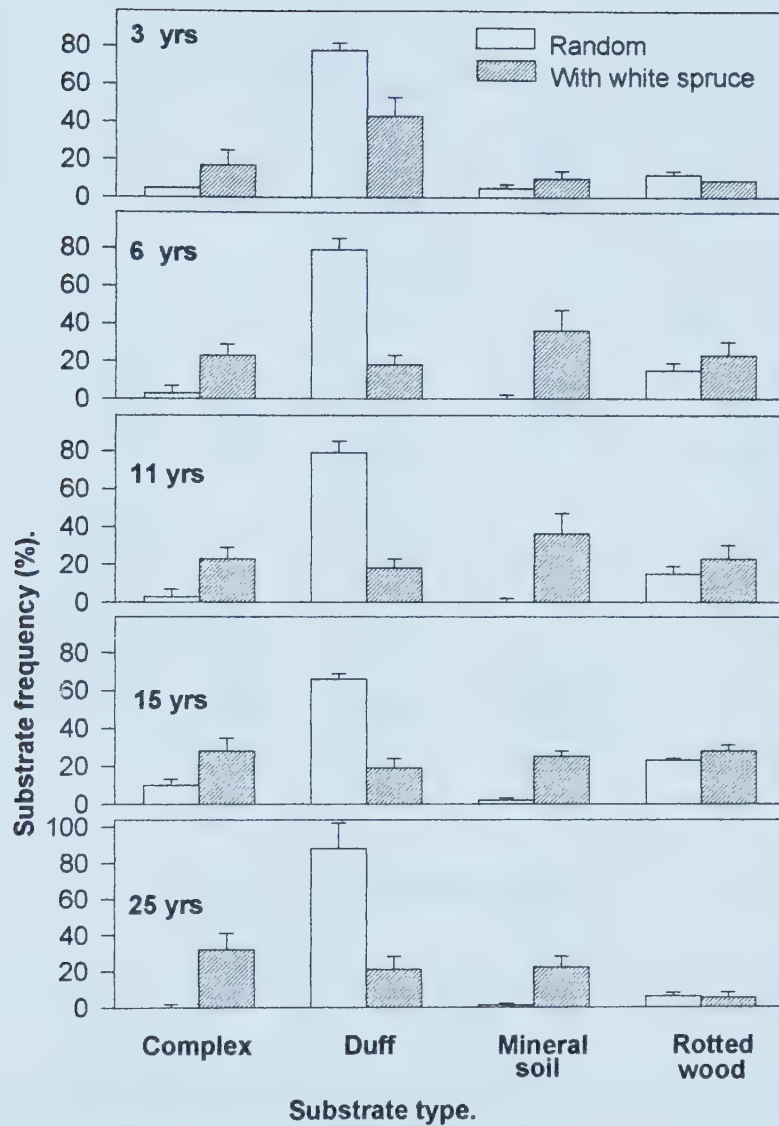 3 yrs
Random
With white spruce
80
60
40
20
0
6 yrs
80
60
40
20
0
11 yrs
80
60
40
20
0
15 yrs
80
60
40
20
0
25 yrs
100
80
60
40
20
0
Substrate frequency (%).
Complex
Duff
Mineral
soil
Rotted
wood
Substrate type.